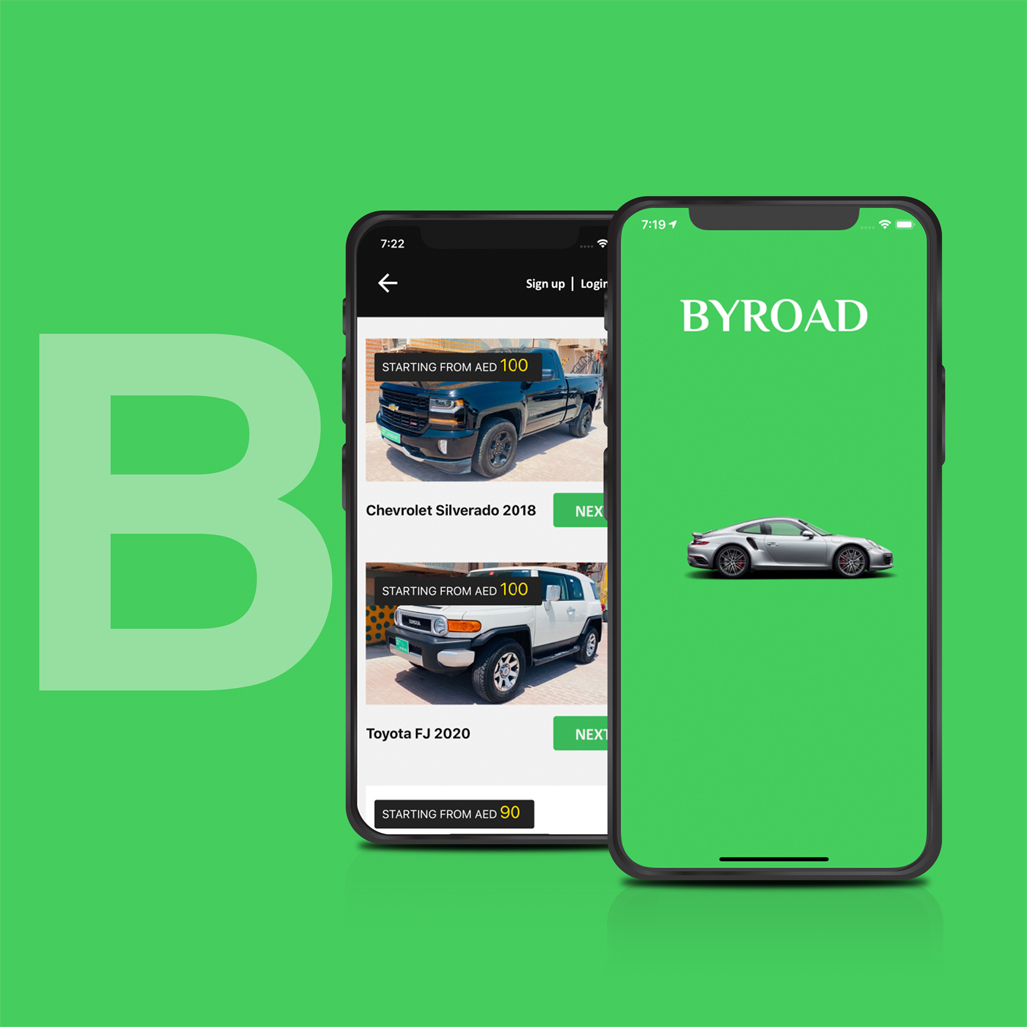 B
7:22
Sign up | Login
STARTING FROM AED 100
Chevrolet Silverado 2018
NEXT
STARTING FROM AED 100
TOYOTA
Toyota FJ 2020
NEXT
STARTING FROM AED 90
7:19
BYROAD